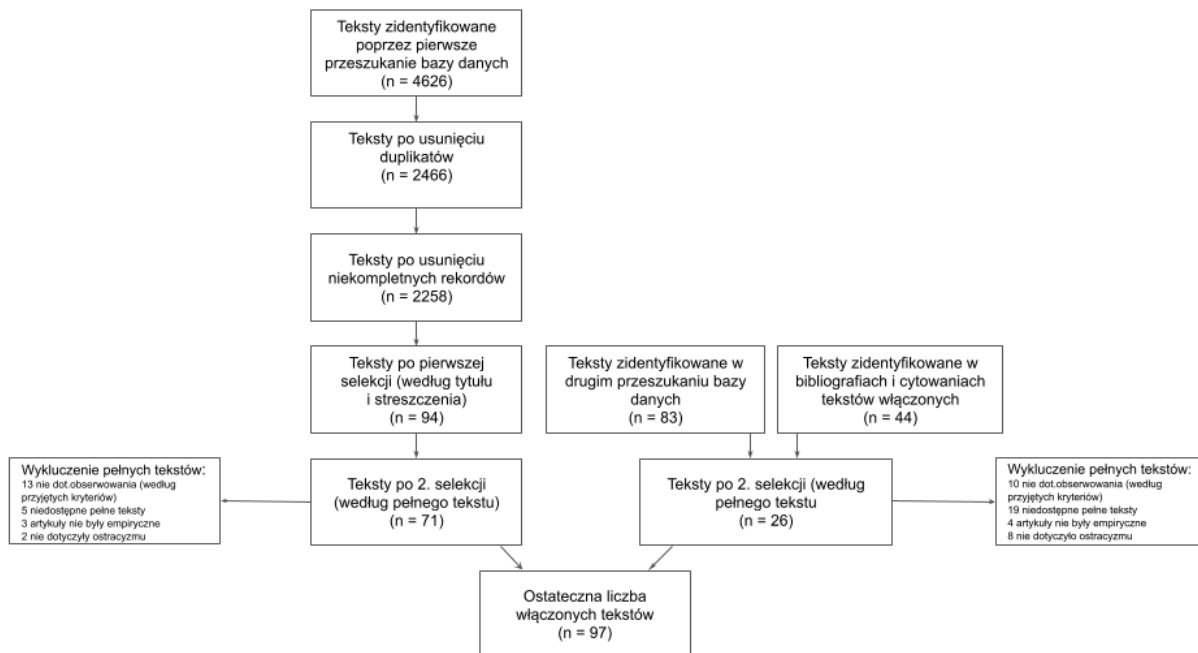 Teksty zidentyfikowane
poprzez pierwsze
przeszukanie bazy danych
(n = 4626)
Teksty po usunięciu
duplikatów
(n = 2466)
Teksty po usunięciu
niekompletnych rekordów
(n = 2258)
Teksty po pierwszej
selekcji (według tytułu
i streszczenia)
(n = 94)
Teksty zidentyfikowane w
drugim przeszukaniu bazy
danych
(n = 83)
Teksty zidentyfikowane w
bibliografiach i cytowaniach
tekstów włączonych
(n = 44)
Wykluczenie pełnych tekstów:
13 nie dot.obserwowania (według
przyjętych kryteriów)
5 niedostępne pełne teksty
3 artykuły nie były empiryczne
2 nie dotyczyły ostracyzmu
Teksty po 2. selekcji
(według pełnego tekstu)
(n = 71)
Teksty po 2. selekcji (według
pełnego tekstu)
(n = 26)
Wykluczenie pełnych tekstów:
10 nie dot.obserwowania (według
przyjętych kryteriów)
19 niedostępne pełne teksty
4 artykuły nie były empiryczne
8 nie dotyczyło ostracyzmu
Ostateczna liczba
włączonych tekstów
(n = 97)